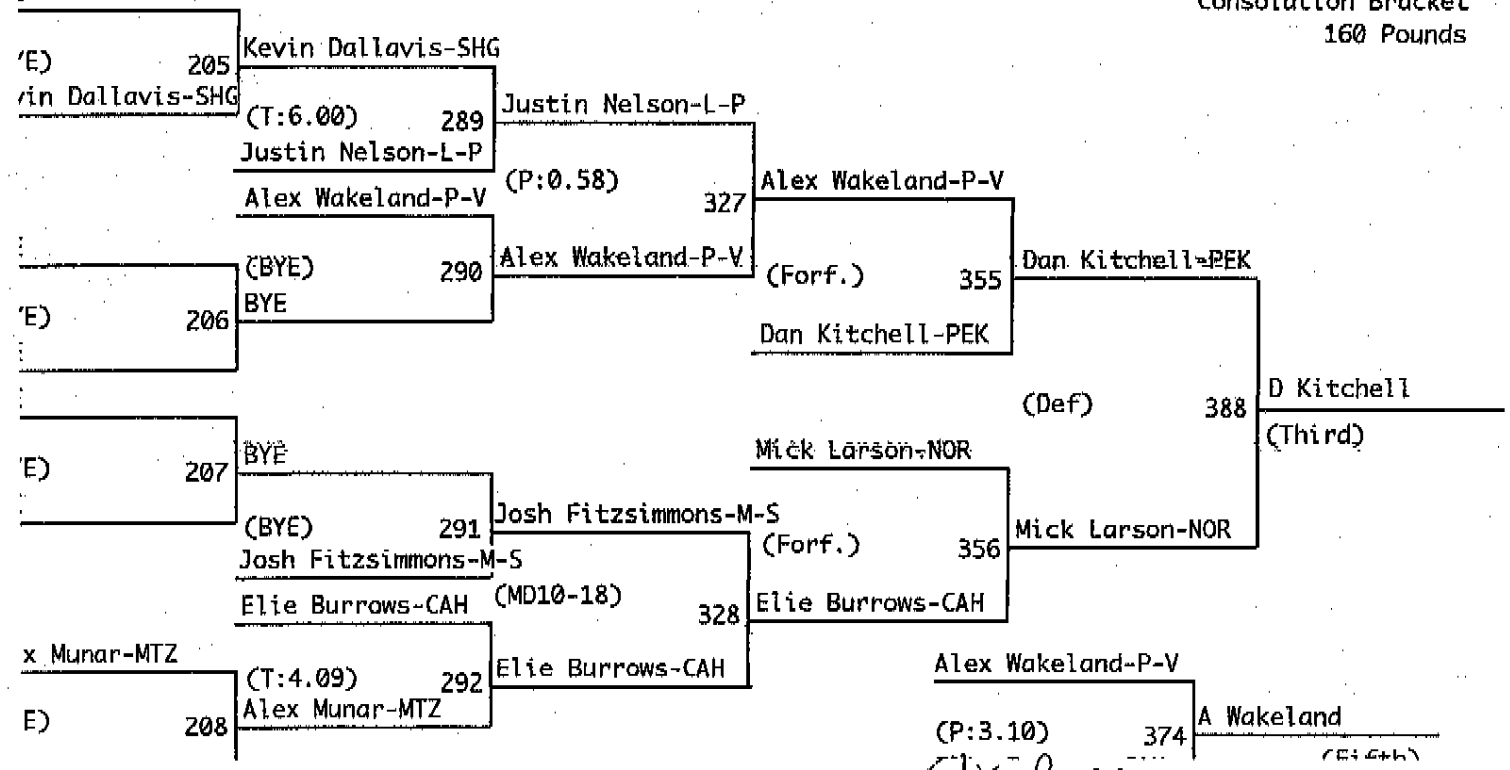 Consolation Bracket
160 Pounds
Kevin Dallavis-SHG
205
Dallavis-SHG
(T:6.00)
289
Justin Nelson-L-P
Justin Nelson-L-P
Alex Wakeland-P-V
(P:0.58)
327
Alex Wakeland-P-V
(BYE)
290
Alex Wakeland-P-V
BYE
206
(Forf.)
355
Dan Kitchell-PEK
Dan Kitchell-PEK
(Def)
388
D Kitchell
(Third)
BYE
207
(BYE)
291
Josh Fitzsimmons-M-S
Josh Fitzsimmons-M-S
Mick Larson-NOR
(Forf.)
356
Mick Larson-NOR
Elie Burrows-CAH
(MD10-18)
328
Elie Burrows-CAH
Munar-MTZ
(T:4.09)
292
Elie Burrows-CAH
Alex Munar-MTZ
208
Alex Wakeland-P-V
(P:3.10)
374
A Wakeland
(Fifth)